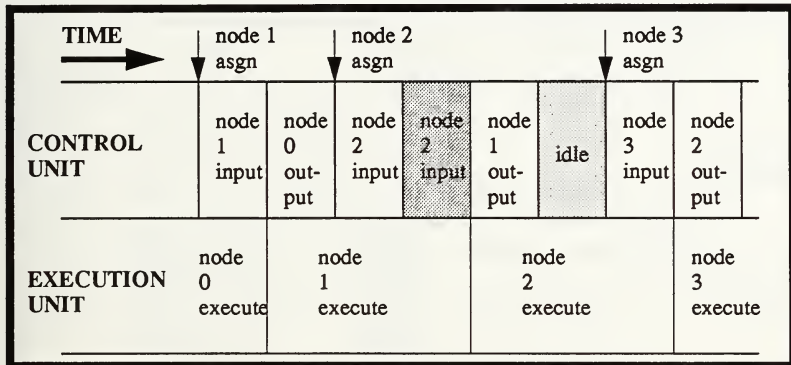 TIME
node 1
asgn
node 2
asgn
node 3
asgn
CONTROL
UNIT
node
1
input
node
0
out-
put
node
2
input
node
2
input
node
1
out-
put
idle
node
3
input
node
2
out-
put
EXECUTION
UNIT
node
0
execute
node
1
execute
node
2
execute
node
3
execute